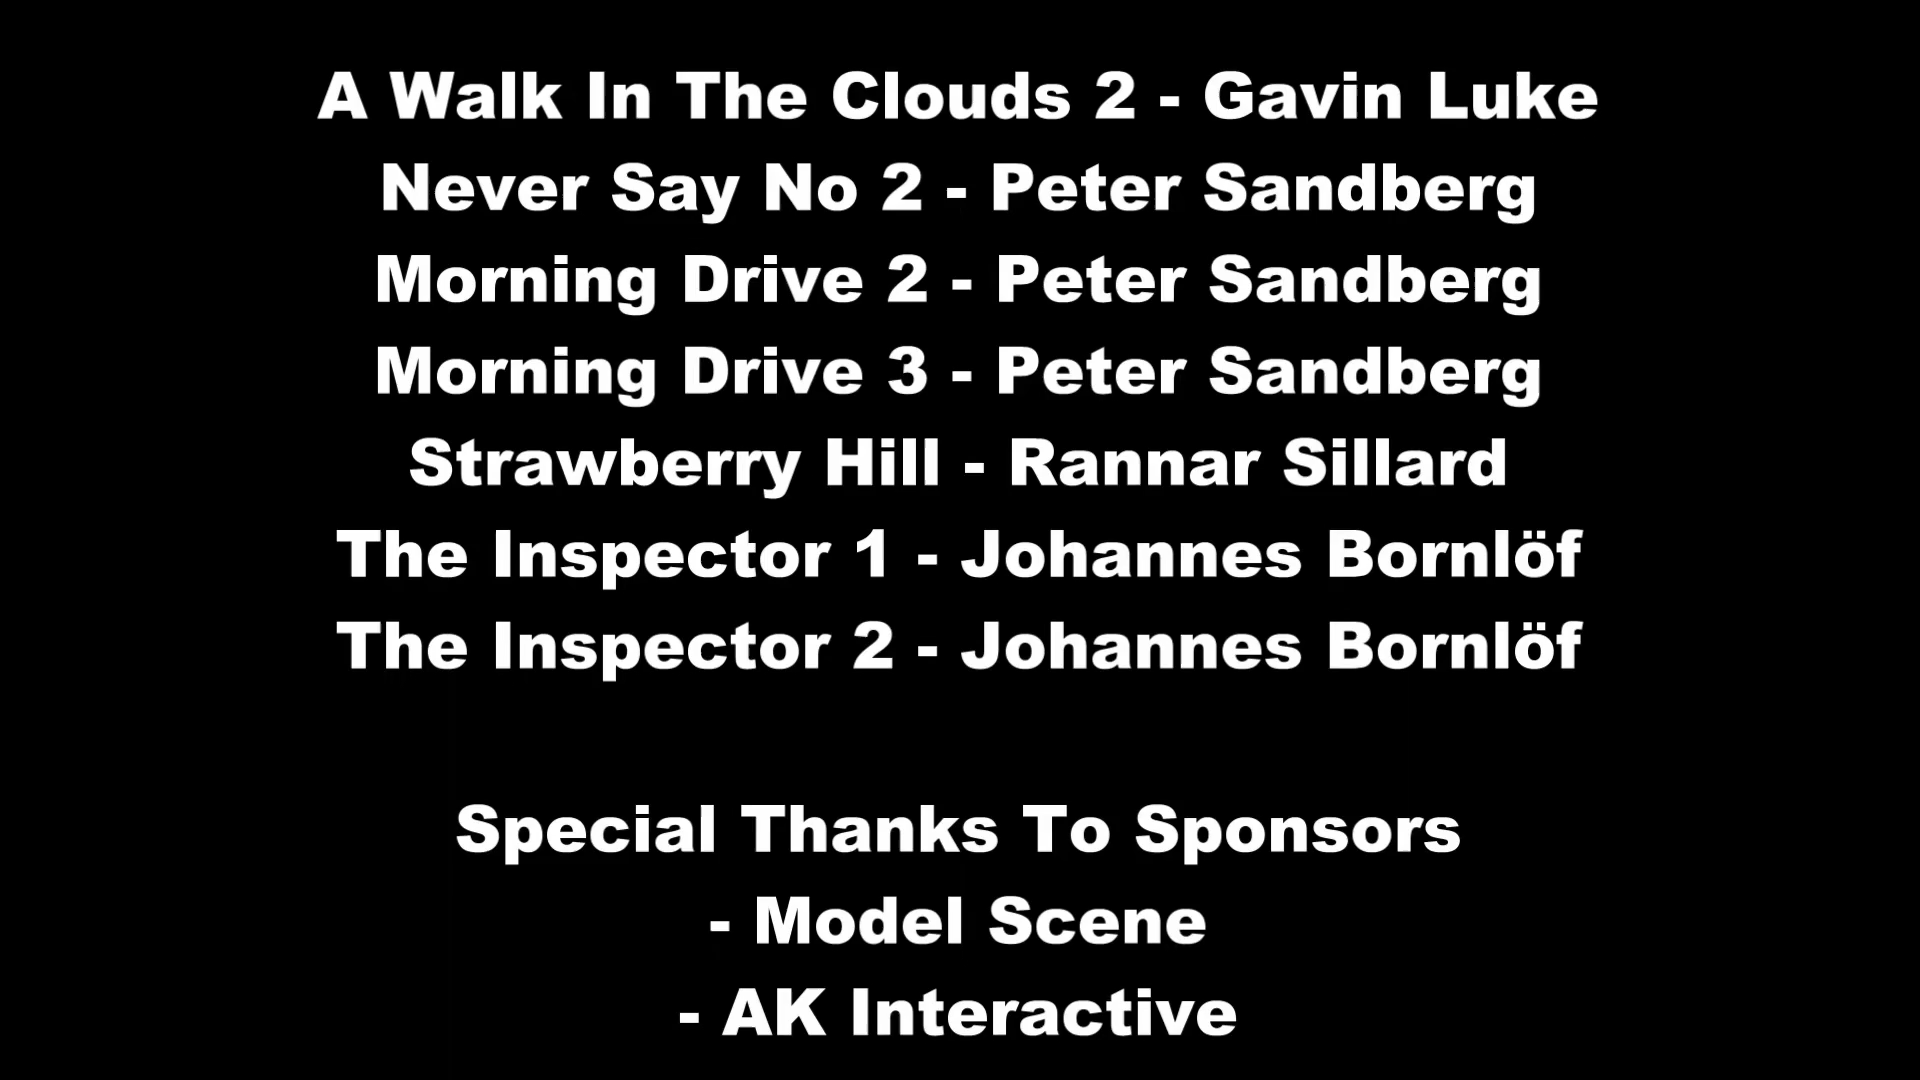 A Walk In The Clouds 2 - Gavin Luke
Never Say No 2 - Peter Sandberg
Morning Drive 2 - Peter Sandberg
Morning Drive 3 - Peter Sandberg
Strawberry Hill - Rannar Sillard
The Inspector 1 - Johannes Bornlöf
The Inspector 2 - Johannes Bornlöf
Special Thanks To Sponsors
- Model Scene
- AK Interactive